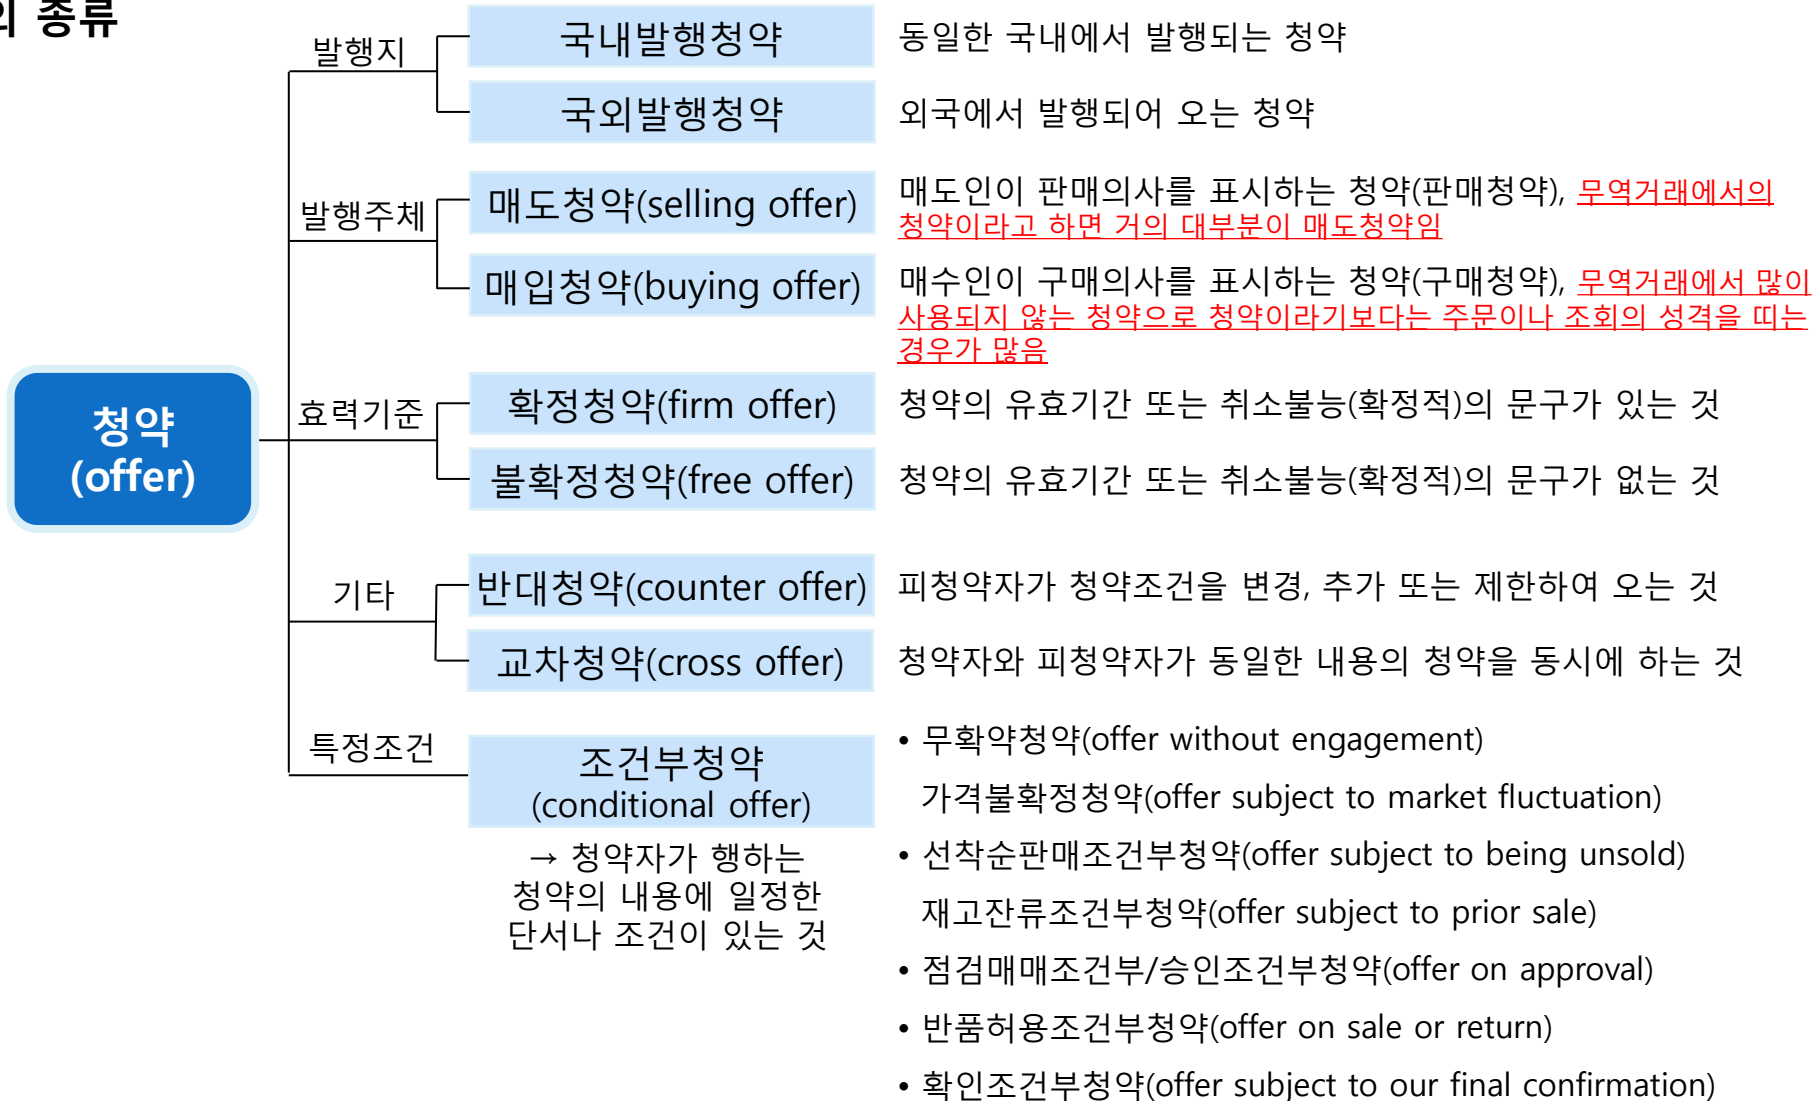 의 종류
발행지
국내발행청약
동일한 국내에서 발행되는 청약
국외발행청약
외국에서 발행되어 오는 청약
발행주체
매도청약(selling offer)
매도인이 판매의사를 표시하는 청약(판매청약), 무역거래에서의
청약이라고 하면 거의 대부분이 매도청약임
매입청약(buying offer)
매수인이 구매의사를 표시하는 청약(구매청약), 무역거래에서 많이
사용되지 않는 청약으로 청약이라기보다는 주문이나 조회의 성격을 띠는
경우가 많음
청약
(offer)
효력기준
확정청약(firm offer)
청약의 유효기간 또는 취소불능(확정적)의 문구가 있는 것
불확정청약(free offer)
청약의 유효기간 또는 취소불능(확정적)의 문구가 없는 것
기타
반대청약(counter offer)
피청약자가 청약조건을 변경, 추가 또는 제한하여 오는 것
교차청약(cross offer)
청약자와 피청약자가 동일한 내용의 청약을 동시에 하는 것
특정조건
조건부청약
(conditional offer)
→ 청약자가 행하는
청약의 내용에 일정한
단서나 조건이 있는 것
• 무확약청약(offer without engagement)
가격불확정청약(offer subject to market fluctuation)
• 선착순판매조건부청약(offer subject to being unsold)
재고잔류조건부청약(offer subject to prior sale)
• 점검매매조건부/승인조건부청약(offer on approval)
• 반품허용조건부청약(offer on sale or return)
• 확인조건부청약(offer subject to our final confirmation)